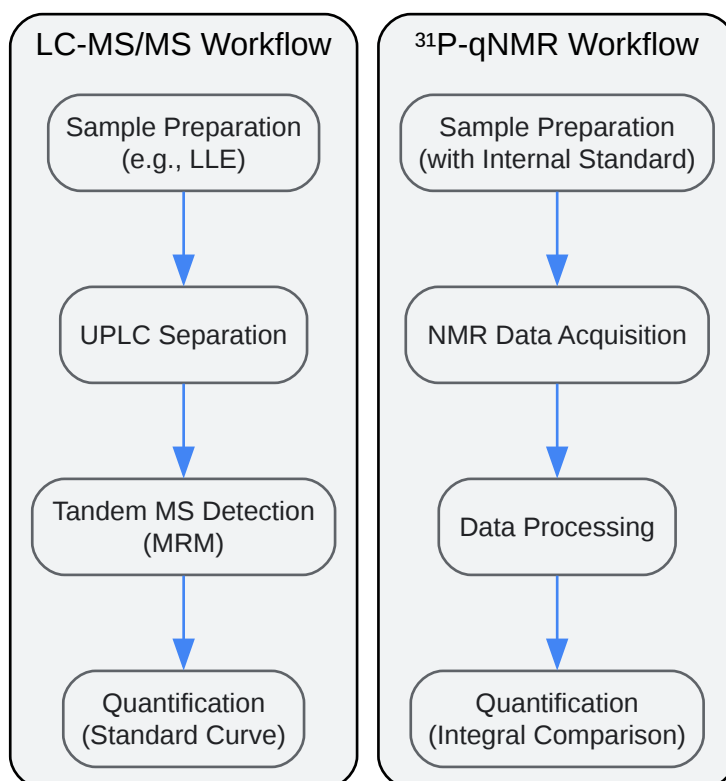 LC-MS/MS Workflow
Sample Preparation
(e.g., LLE)
UPLC Separation
Tandem MS Detection
(MRM)
Quantification
(Standard Curve)
³¹P-qNMR Workflow
Sample Preparation
(with Internal Standard)
NMR Data Acquisition
Data Processing
Quantification
(Integral Comparison)